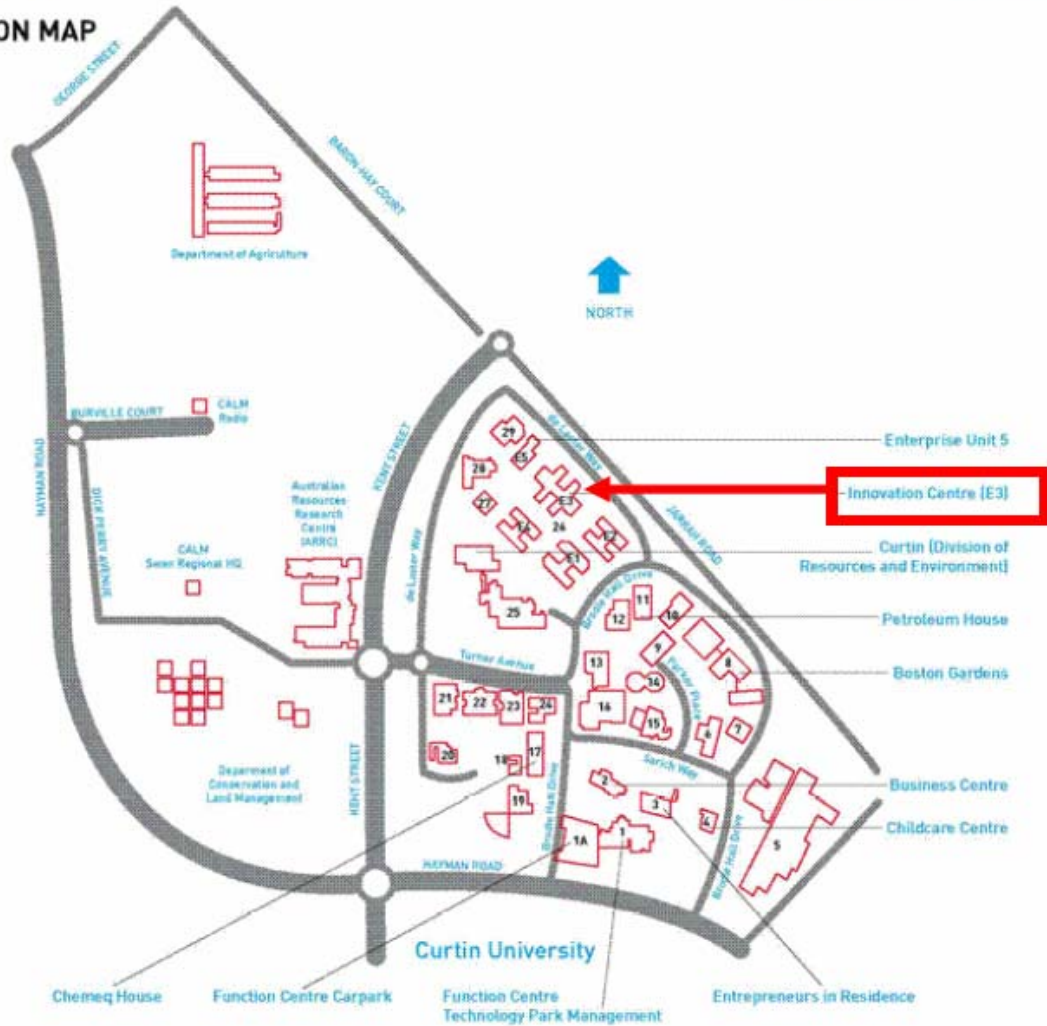 ON MAP
GEORGE STREET
BARON-HAY COURT
Department of Agriculture
NORTH
CALM
Radio
BURVILLE COURT
HAYMAN ROAD
DICK PERRY AVENUE
KENT STREET
Australian
Resources
Research
Centre
(ARRC)
CALM
Swan Regional HQ
de Laeter Way
de Laeter Way
JARRAH ROAD
29
E5
28
E3
27
26
E4
E2
E1
25
Enterprise Unit 5
Innovation Centre (E3)
Curtin (Division of
Resources and Environment)
Petroleum House
Boston Gardens
Brodie Hall Drive
11
10
12
9
8
13
14
Parker Place
16
15
6
7
Turner Avenue
21
22
23
24
20
18
17
19
Sarich Way
2
3
4
5
1
1A
Brodie Hall Drive
Brodie Hall Drive
Business Centre
Childcare Centre
Deparment of
Conservation and
Land Management
KENT STREET
HAYMAN ROAD
Curtin University
Chemeq House
Function Centre Carpark
Function Centre
Technology Park Management
Entrepreneurs in Residence